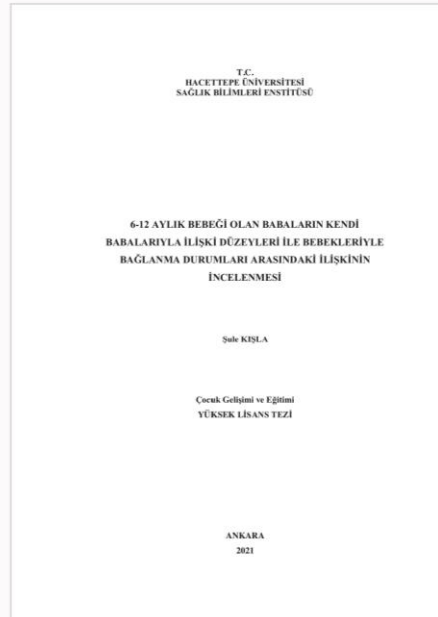 T.C.
HACETTEPE ÜNİVERSİTESİ
SAĞLIK BİLİMLERİ ENSTİTÜSÜ
6-12 AYLIK BEBEĞİ OLAN BABALARIN KENDİ
BABALARIYLA İLİŞKİ DÜZEYLERİ İLE BEBEKLERİYLE
BAĞLANMA DURUMLARI ARASINDAKİ İLİŞKİNİN
İNCELENMESİ
Şule KIŞLA
Çocuk Gelişimi ve Eğitimi
YÜKSEK LİSANS TEZİ
ANKARA
2021